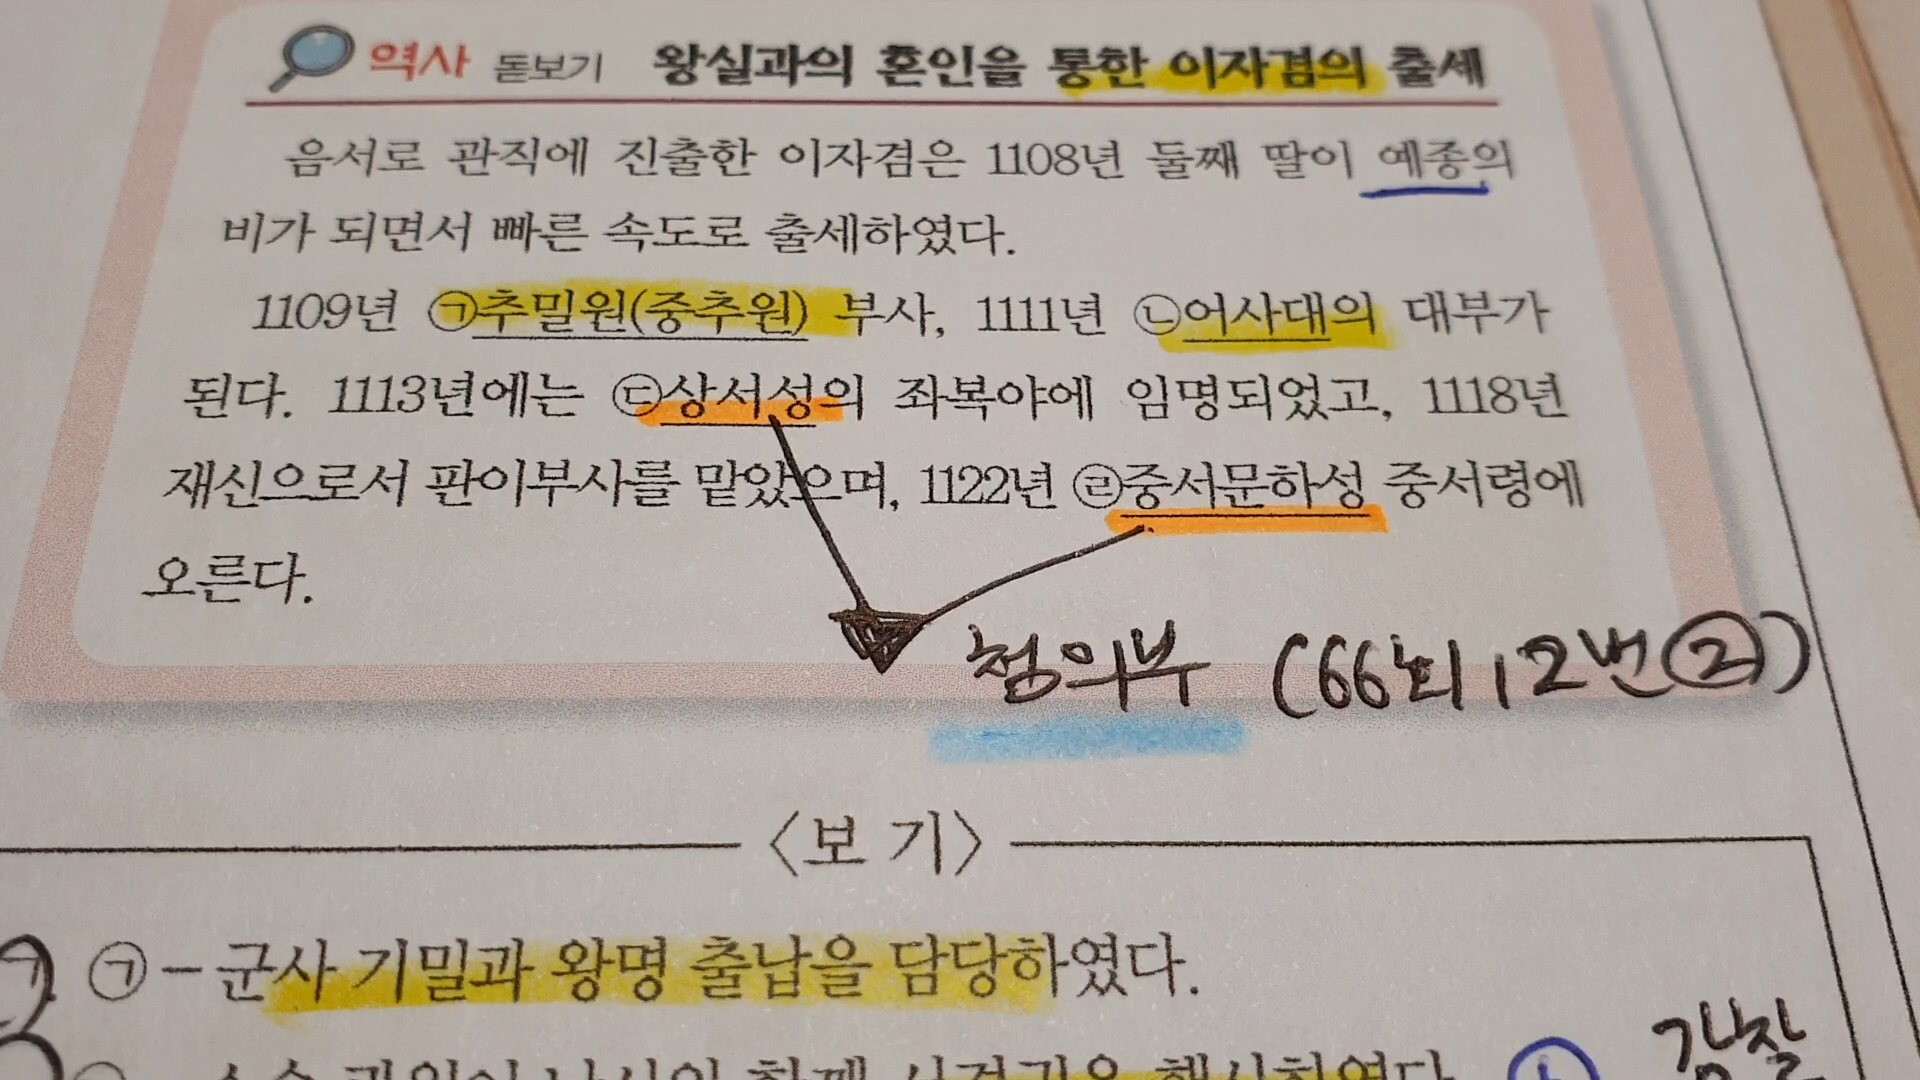 역사 돋보기 왕실과의 혼인을 통한 이자겸의 출세
음서로 관직에 진출한 이자겸은 1108년 둘째 딸이 예종의
비가 되면서 빠른 속도로 출세하였다.
1109년 ㉠추밀원(중추원) 부사, 1111년 ㉡어사대의 대부가
된다. 1113년에는 ㉢상서성의 좌복야에 임명되었고, 1118년
재신으로서 판이부사를 맡았으며, 1122년 ㉣중서문하성 중서령에
오른다.
첨의부 (66회 12번②)
〈보 기〉
㉠－군사 기밀과 왕명 출납을 담당하였다.
감찰